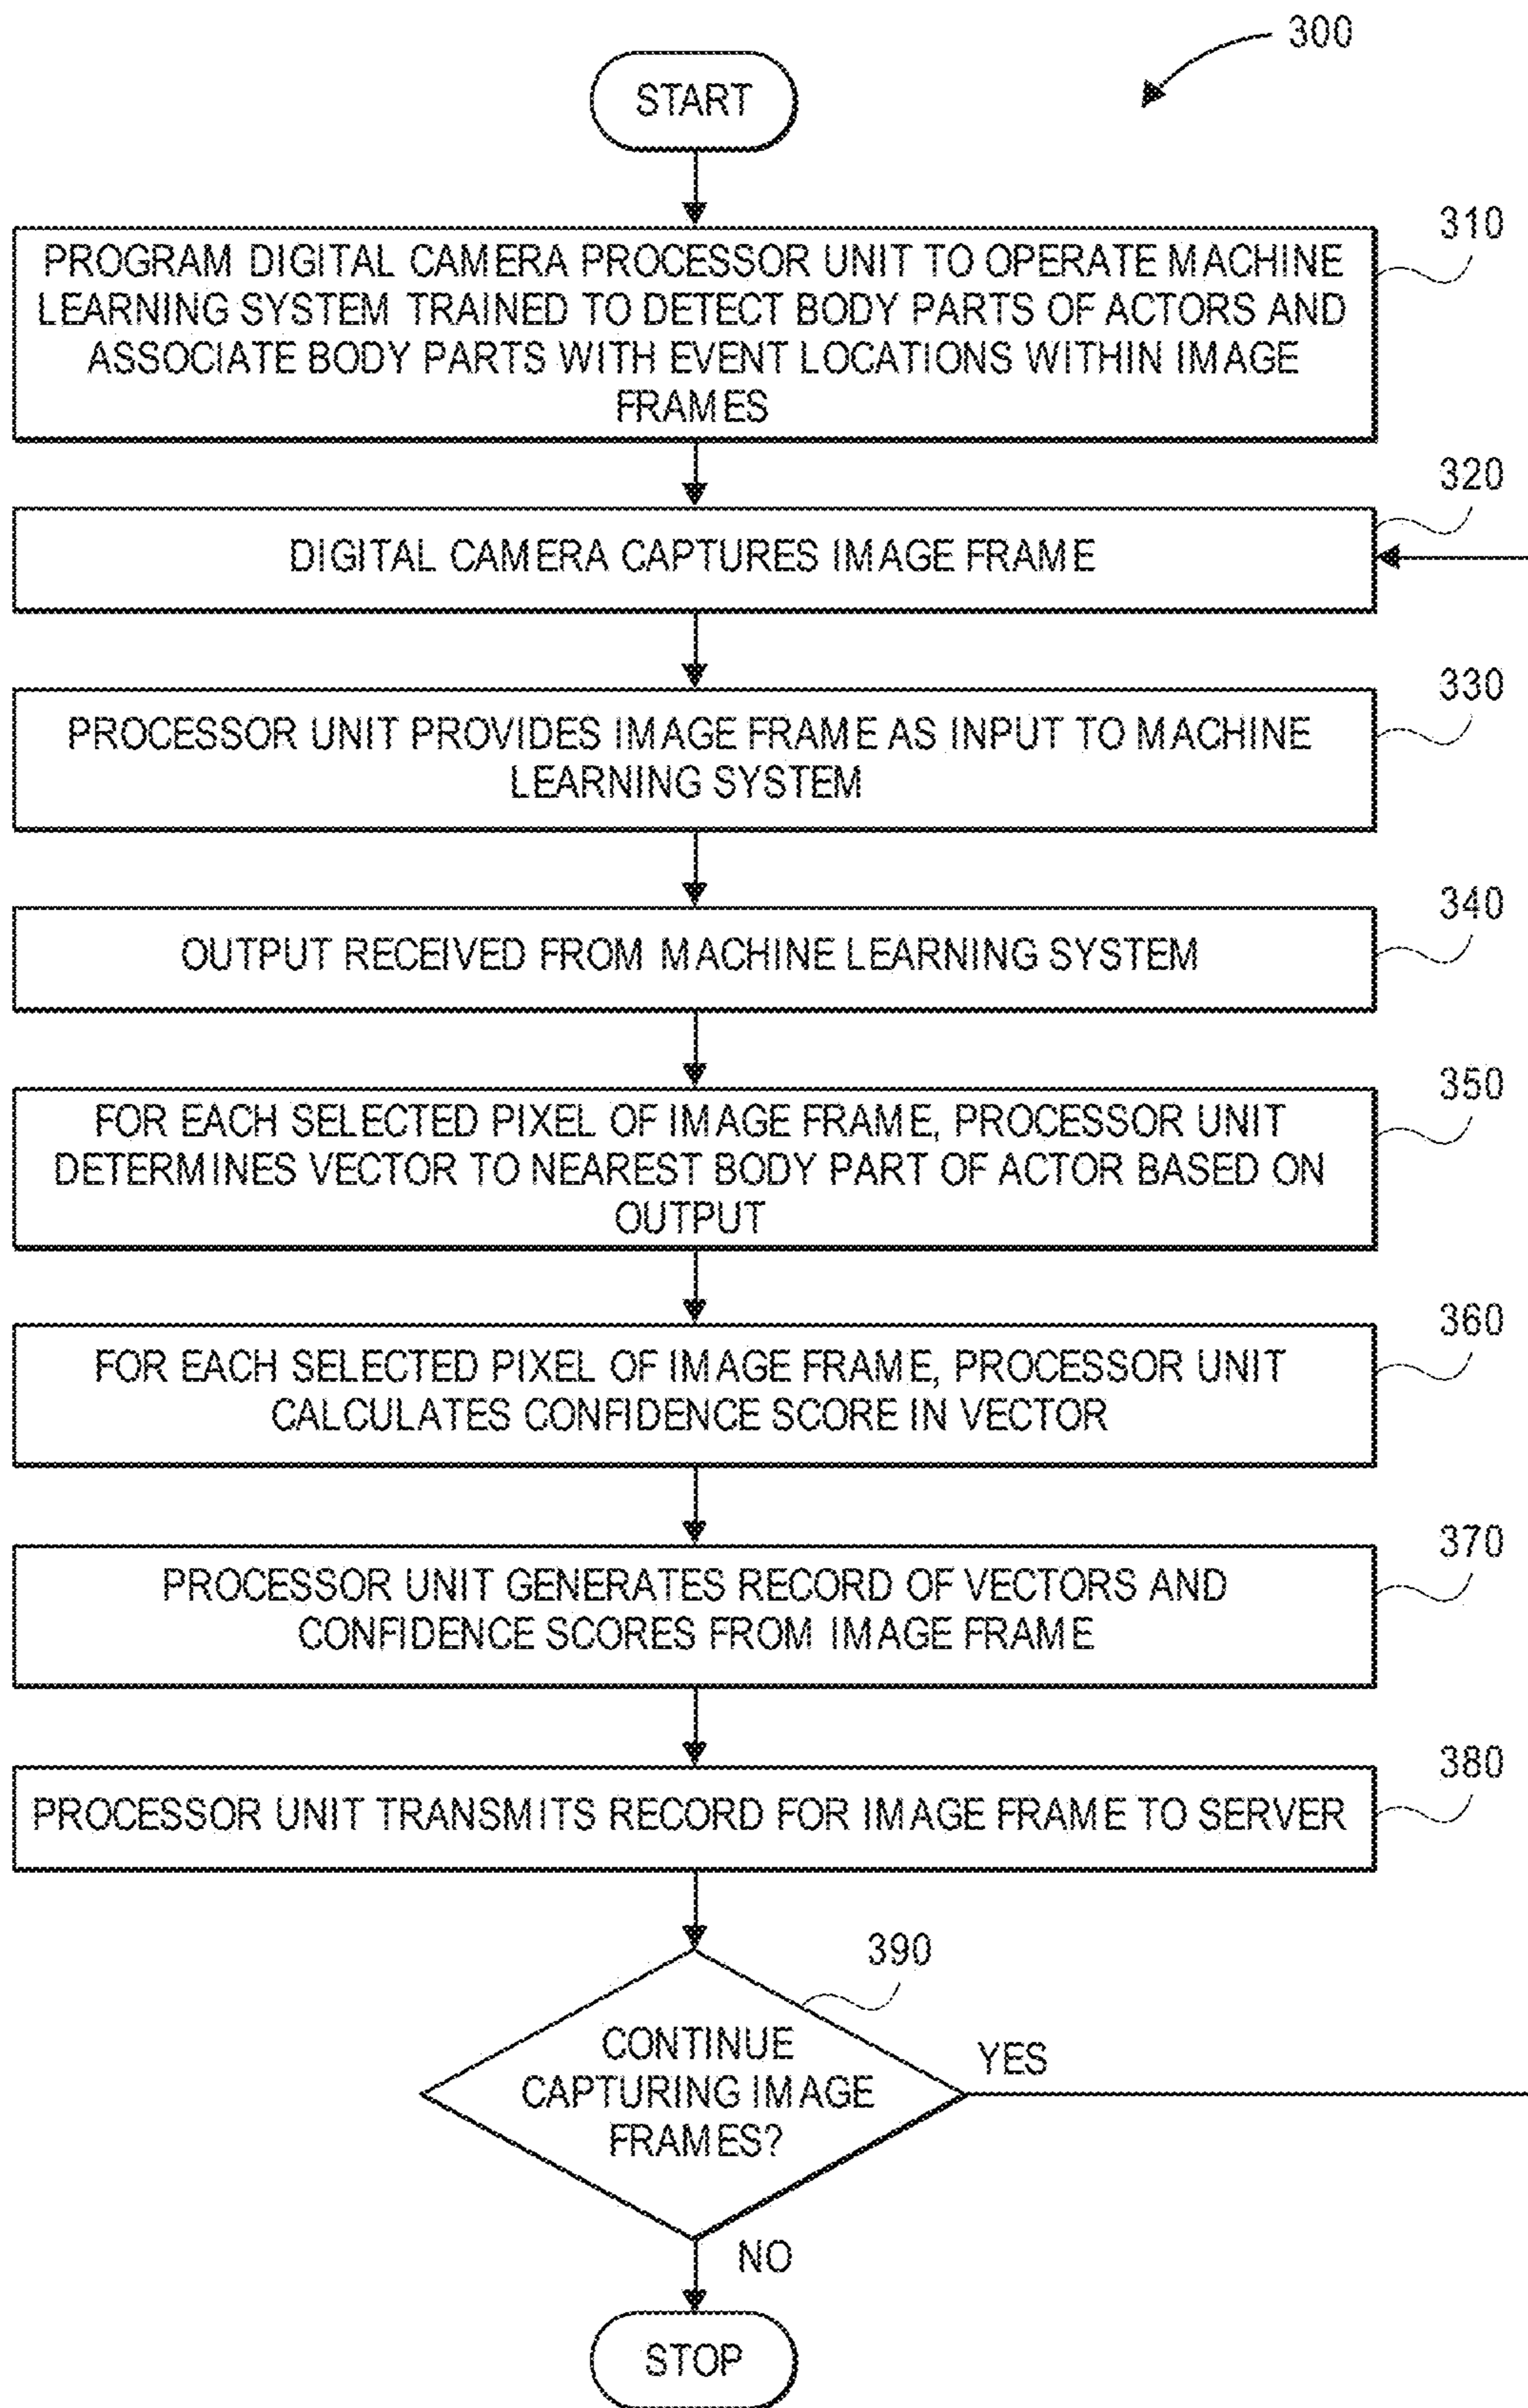 300
START
310
PROGRAM DIGITAL CAMERA PROCESSOR UNIT TO OPERATE MACHINE
LEARNING SYSTEM TRAINED TO DETECT BODY PARTS OF ACTORS AND
ASSOCIATE BODY PARTS WITH EVENT LOCATIONS WITHIN IMAGE
FRAMES
320
DIGITAL CAMERA CAPTURES IMAGE FRAME
330
PROCESSOR UNIT PROVIDES IMAGE FRAME AS INPUT TO MACHINE
LEARNING SYSTEM
340
OUTPUT RECEIVED FROM MACHINE LEARNING SYSTEM
350
FOR EACH SELECTED PIXEL OF IMAGE FRAME, PROCESSOR UNIT
DETERMINES VECTOR TO NEAREST BODY PART OF ACTOR BASED ON
OUTPUT
360
FOR EACH SELECTED PIXEL OF IMAGE FRAME, PROCESSOR UNIT
CALCULATES CONFIDENCE SCORE IN VECTOR
370
PROCESSOR UNIT GENERATES RECORD OF VECTORS AND
CONFIDENCE SCORES FROM IMAGE FRAME
380
PROCESSOR UNIT TRANSMITS RECORD FOR IMAGE FRAME TO SERVER
390
CONTINUE
CAPTURING IMAGE
FRAMES?
YES
NO
STOP